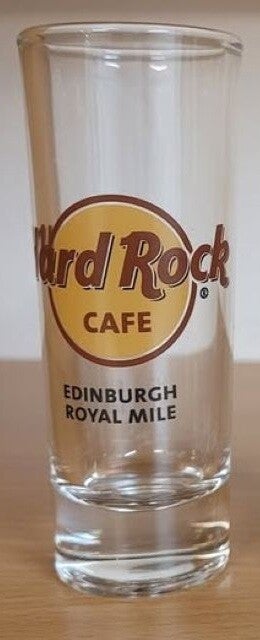 Hard Rock
CAFE
®
EDINBURGH
ROYAL MILE